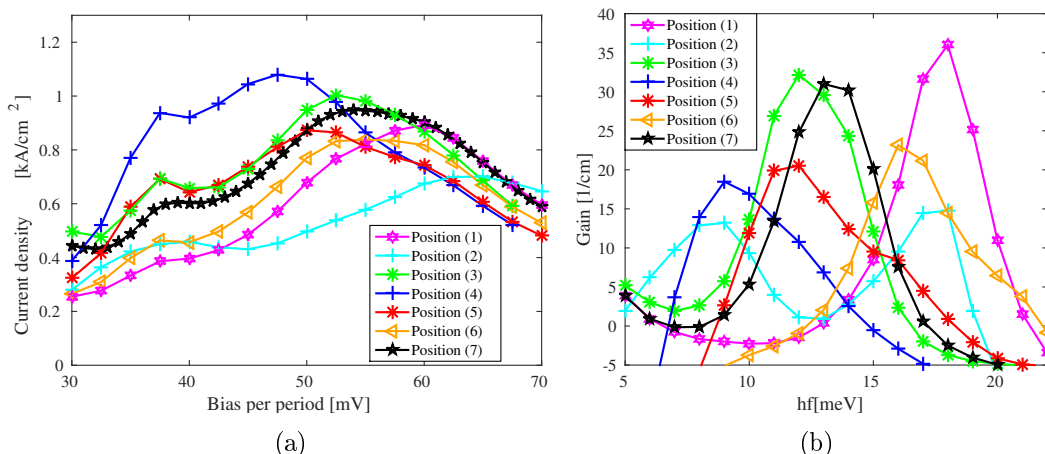 1.2
1
0.8
0.6
0.4
0.2
0
30
40
50
60
70
Current density [kA/cm 2]
Bias per period [mV]
Position (1)
Position (2)
Position (3)
Position (4)
Position (5)
Position (6)
Position (7)
(a)
40
35
30
25
20
15
10
5
0
-5
5
10
15
20
Gain [1/cm]
hf[meV]
Position (1)
Position (2)
Position (3)
Position (4)
Position (5)
Position (6)
Position (7)
(b)